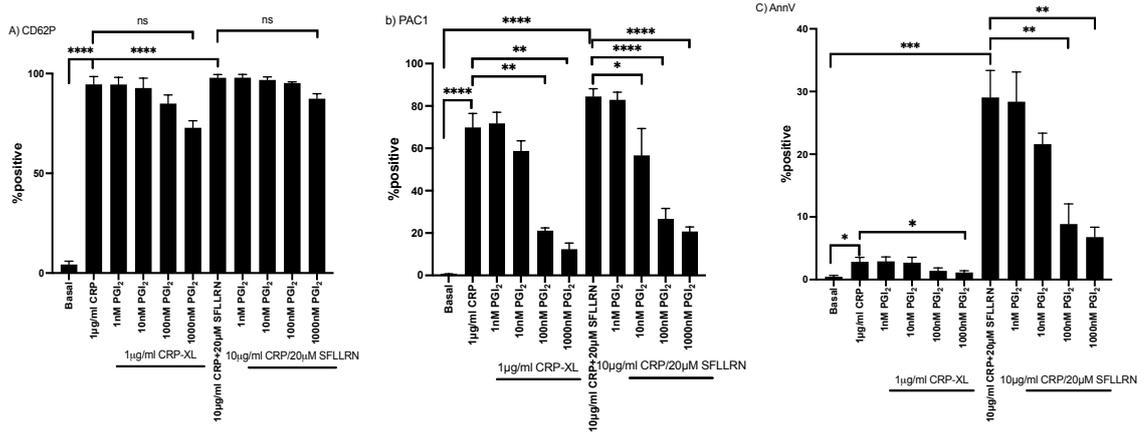 A) CD62P
ns
ns
****
****
%positive
100
50
0
Basal
1µg/ml CRP
1nM PGI2
10nM PGI2
100nM PGI2
1000nM PGI2
10µg/ml CRP+20µM SFLLRN
1nM PGI2
10nM PGI2
100nM PGI2
1000nM PGI2
1µg/ml CRP-XL
10µg/ml CRP/20µM SFLLRN
b) PAC1
****
****
**
****
**
*
****
%positive
100
80
60
40
20
0
Basal
1µg/ml CRP
1nM PGI2
10nM PGI2
100nM PGI2
1000nM PGI2
10µg/ml CRP+20µM SFLLRN
1nM PGI2
10nM PGI2
100nM PGI2
1000nM PGI2
1µg/ml CRP-XL
10µg/ml CRP/20µM SFLLRN
C) AnnV
**
**
***
*
*
%positive
40
30
20
10
0
Basal
1µg/ml CRP
1nM PGI2
10nM PGI2
100nM PGI2
1000nM PGI2
10µg/ml CRP+20µM SFLLRN
1nM PGI2
10nM PGI2
100nM PGI2
1000nM PGI2
1µg/ml CRP-XL
10µg/ml CRP/20µM SFLLRN